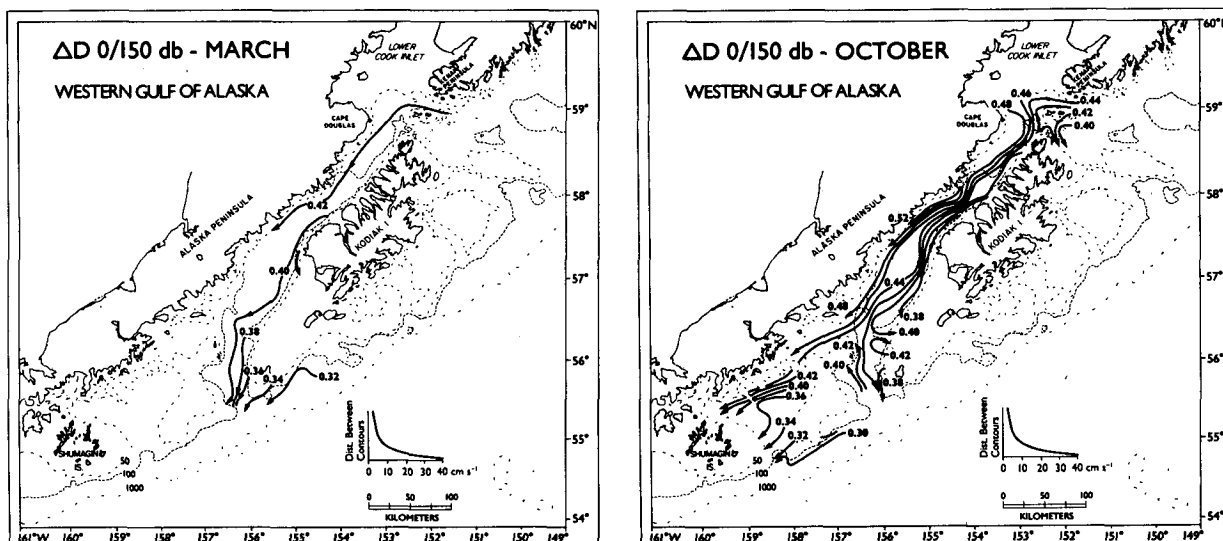 ΔD 0/150 db - MARCH
WESTERN GULF OF ALASKA
LOWER
COOK INLET
KENAI
PENINSULA
CAPE
DOUGLAS
ALASKA PENINSULA
KODIAK I
SHUMAGIN I
0.42
0.40
0.38
0.36
0.34
0.32
50
100
1000
Dist. Between
Contours
0 10 20 30 40 cm s⁻¹
0 50 100
KILOMETERS
60°N
59°
58°
57°
56°
55°
54°
161°W 160° 159° 158° 157° 156° 155° 154° 153° 152° 151° 150° 149°
ΔD 0/150 db - OCTOBER
WESTERN GULF OF ALASKA
LOWER
COOK INLET
KENAI
PENINSULA
CAPE
DOUGLAS
ALASKA PENINSULA
KODIAK I
SHUMAGIN I
0.46
0.48
0.44
0.42
0.40
0.52
0.44
0.48
0.38
0.40
0.42
0.42
0.40
0.38
0.42
0.40
0.36
0.34
0.32
0.30
50
100
1000
Dist. Between
Contours
0 10 20 30 40 cm s⁻¹
0 50 100
KILOMETERS
60°N
59°
58°
57°
56°
55°
54°
161°W 160° 159° 158° 157° 156° 155° 154° 153° 152° 151° 150° 149°